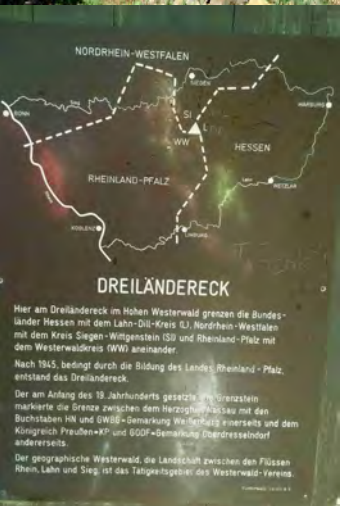 NORDRHEIN-WESTFALEN
SIEGEN
BONN
Sieg
MARBURG
SI
L
WW
HESSEN
RHEINLAND-PFALZ
Lahn
WETZLAR
Rhein
KOBLENZ
LIMBURG
DREILÄNDERECK
Hier am Dreiländereck im Hohen Westerwald grenzen die Bundes-
länder Hessen mit dem Lahn-Dill-Kreis (L), Nordrhein-Westfalen
mit dem Kreis Siegen-Wittgenstein (SI) und Rheinland-Pfalz mit
dem Westerwaldkreis (WW) aneinander.
Nach 1945, bedingt durch die Bildung des Landes Rheinland-Pfalz,
entstand das Dreiländereck.
Der am Anfang des 19. Jahrhunderts gesetzte Grenzstein
markierte die Grenze zwischen dem Herzogtum Nassau mit den
Buchstaben HN und GWBB=Gemarkung einerseits und dem
Königreich Preußen=KP und GODF=Gemarkung Oberdresselndorf
andererseits.
Der geographische Westerwald, die Landschaft zwischen den Flüssen
Rhein, Lahn und Sieg, ist das Tätigkeitsgebiet des Westerwald-Vereins.